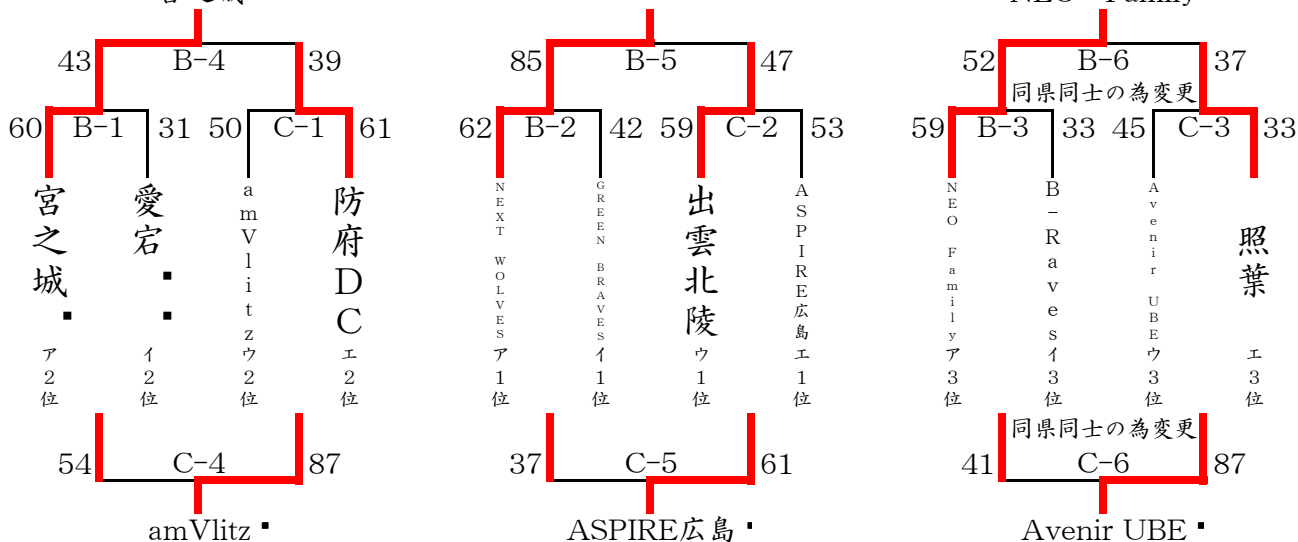 43 B-4 39
85 B-5 47
52 B-6 37
同県同士の為変更
60 B-1 31 50 C-1 61
62 B-2 42 59 C-2 53
59 B-3 33 45 C-3 33
宮之城
愛宕
amVlitz
防府DC
NEXT WOLVES
GREEN BRAVES
出雲北陵
ASPIRE広島
NEO Family
B-Raves
Avenir UBE
照葉
ア2位
イ2位
ウ2位
エ2位
ア1位
イ1位
ウ1位
エ1位
ア3位
イ3位
ウ3位
エ3位
同県同士の為変更
54 C-4 87
37 C-5 61
41 C-6 87
amVlitz
ASPIRE広島
Avenir UBE